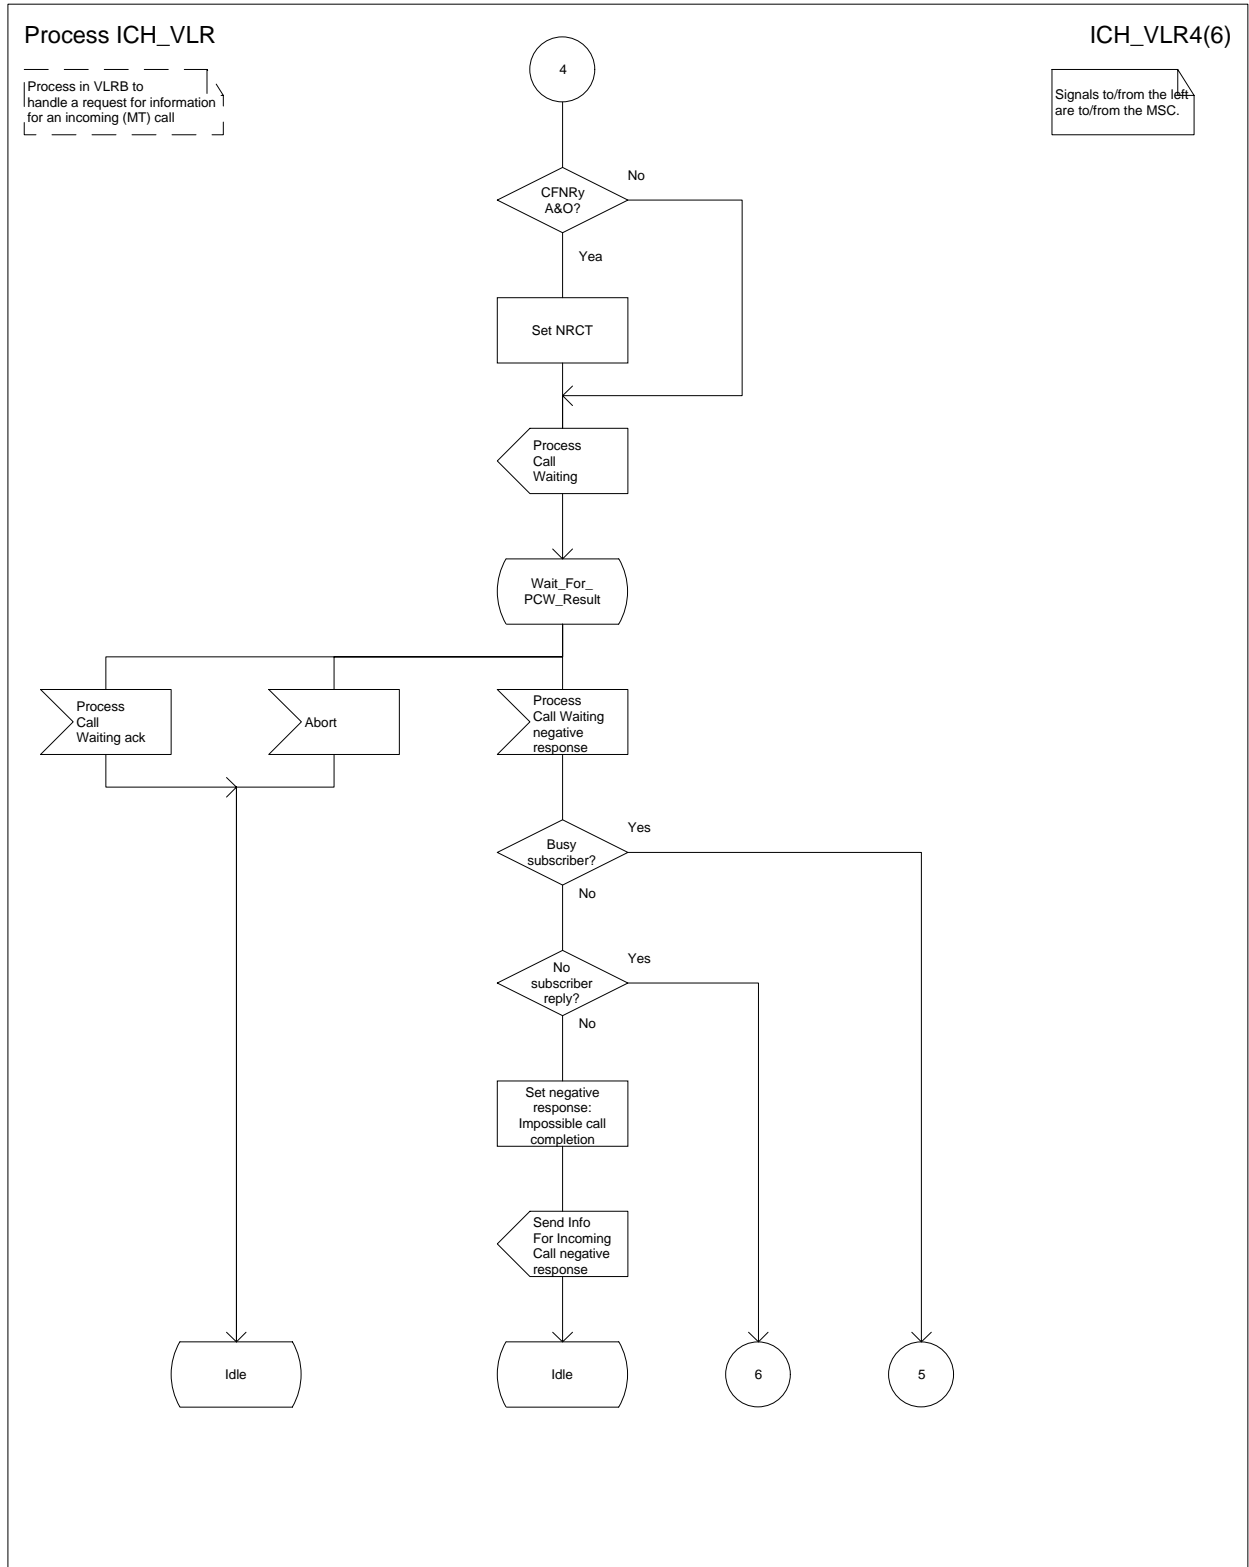 Process ICH_VLR
ICH_VLR4(6)
Process in VLRB to
handle a request for information
for an incoming (MT) call
Signals to/from the left
are to/from the MSC.
4
CFNRy
A&O?
No
Yea
Set NRCT
Process
Call
Waiting
Wait_For_
PCW_Result
Process
Call
Waiting ack
Abort
Process
Call Waiting
negative
response
Busy
subscriber?
Yes
No
No
subscriber
reply?
Yes
No
Set negative
response:
Impossible call
completion
Send Info
For Incoming
Call negative
response
Idle
Idle
6
5